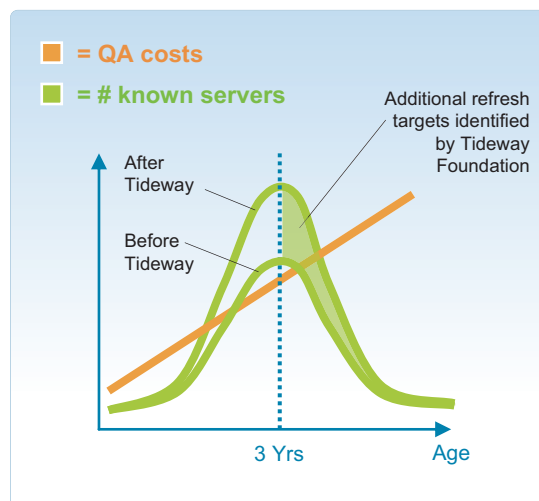 = QA costs
= # known servers
Additional refresh
targets identified
by Tideway
Foundation
After
Tideway
Before
Tideway
3 Yrs
Age